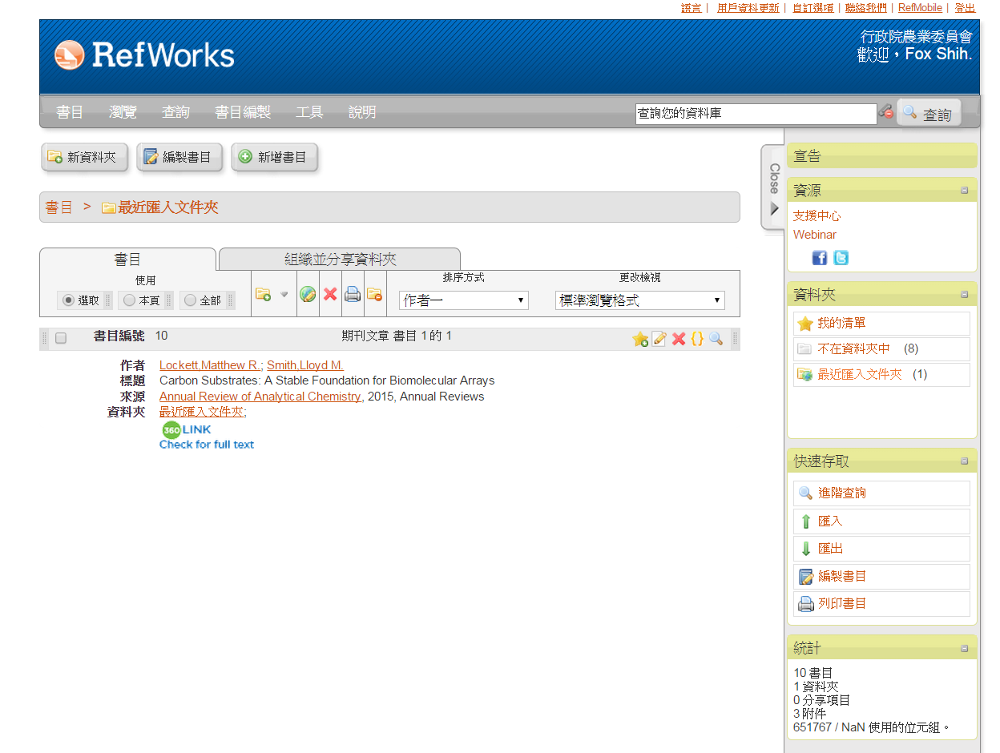 語言 | 用戶資料更新 | 自訂選項 | 聯絡我們 | RefMobile | 登出
RefWorks
行政院農業委員會
歡迎，Fox Shih.
書目 瀏覽 查詢 書目編製 工具 說明
查詢您的資料庫 查詢
新資料夾 編製書目 新增書目
Close
書目 > 最近匯入文件夾
書目 組織並分享資料夾
使用
選取 本頁 全部
排序方式
作者一
更改檢視
標準瀏覽格式
書目編號 10 期刊文章 書目 1 的 1
作者 Lockett,Matthew R.; Smith,Lloyd M.
標題 Carbon Substrates: A Stable Foundation for Biomolecular Arrays
來源 Annual Review of Analytical Chemistry, 2015, Annual Reviews
資料夾 最近匯入文件夾;
360 LINK
Check for full text
宣告
資源
支援中心
Webinar
資料夾
我的清單
不在資料夾中 (8)
最近匯入文件夾 (1)
快速存取
進階查詢
匯入
匯出
編製書目
列印書目
統計
10 書目
1 資料夾
0 分享項目
3 附件
651767 / NaN 使用的位元組。